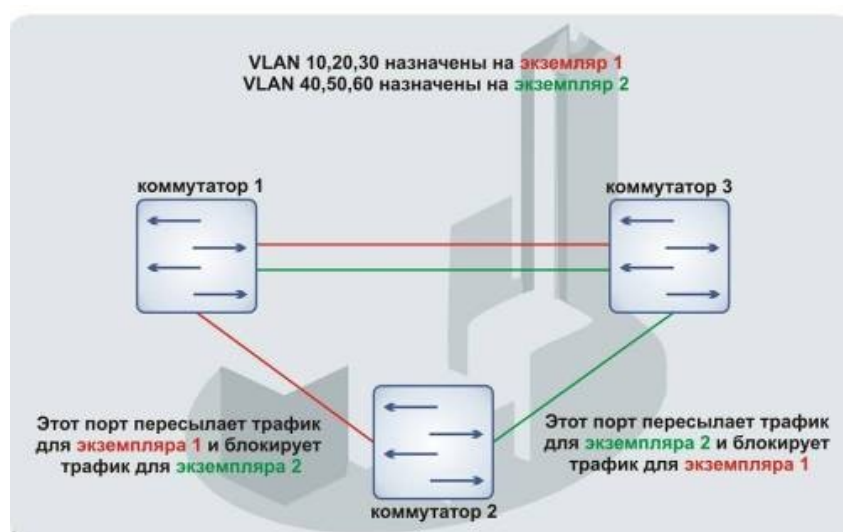 VLAN 10,20,30 назначены на экземляр 1
VLAN 40,50,60 назначены на экземпляр 2
коммутатор 1
коммутатор 3
Этот порт пересылает трафик
для экземпляра 1 и блокирует
трафик для экземпляра 2
Этот порт пересылает трафик
для экземпляра 2 и блокирует
трафик для экземпляра 1
коммутатор 2